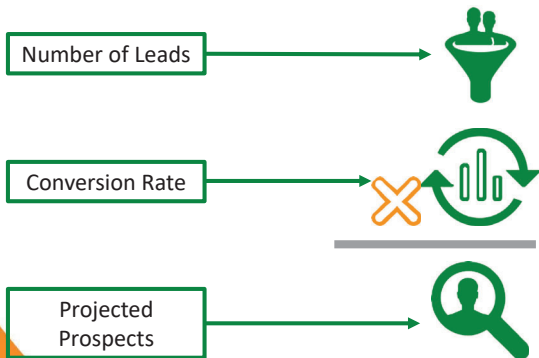 Number of Leads
Conversion Rate
Projected
Prospects